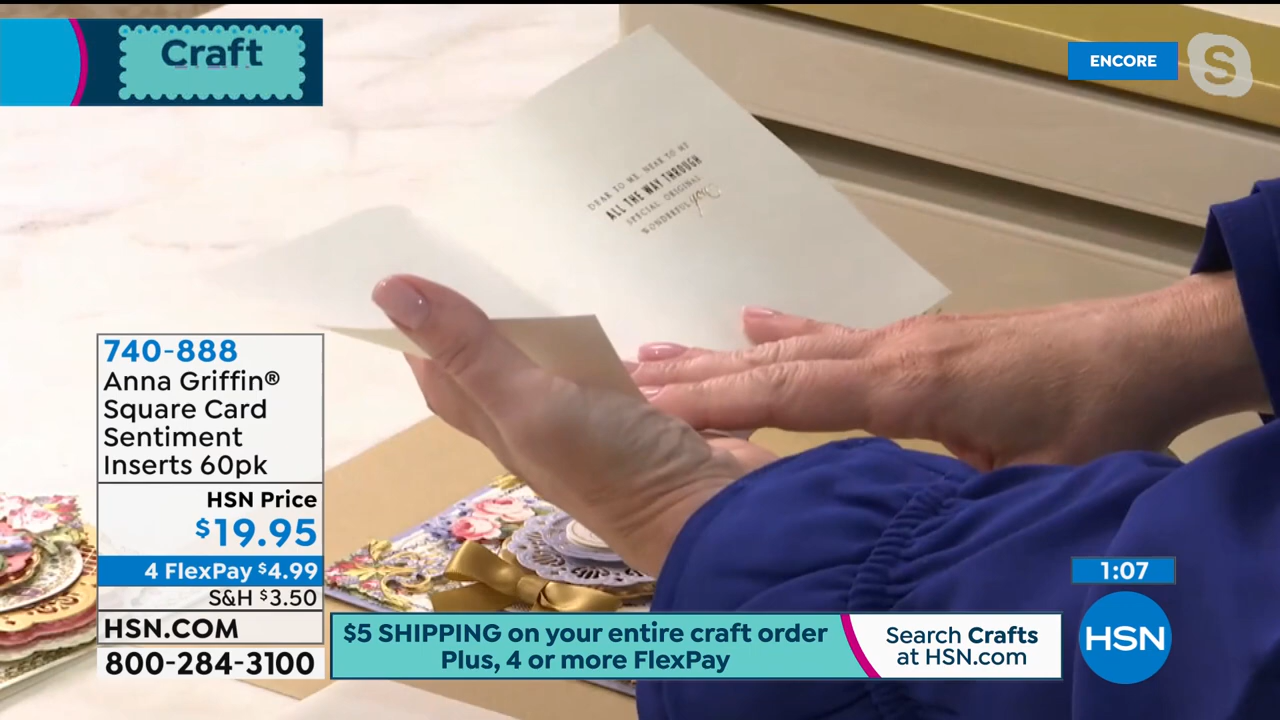 Craft
ENCORE
S
DEAR TO ME, NEAR TO ME
ALL THE WAY THROUGH
SPECIAL, ORIGINAL,
WONDERFUL you
740-888
Anna Griffin®
Square Card
Sentiment
Inserts 60pk
HSN Price
$19.95
4 FlexPay $4.99
S&H $3.50
HSN.COM
800-284-3100
$5 SHIPPING on your entire craft order
Plus, 4 or more FlexPay
Search Crafts
at HSN.com
1:07
HSN